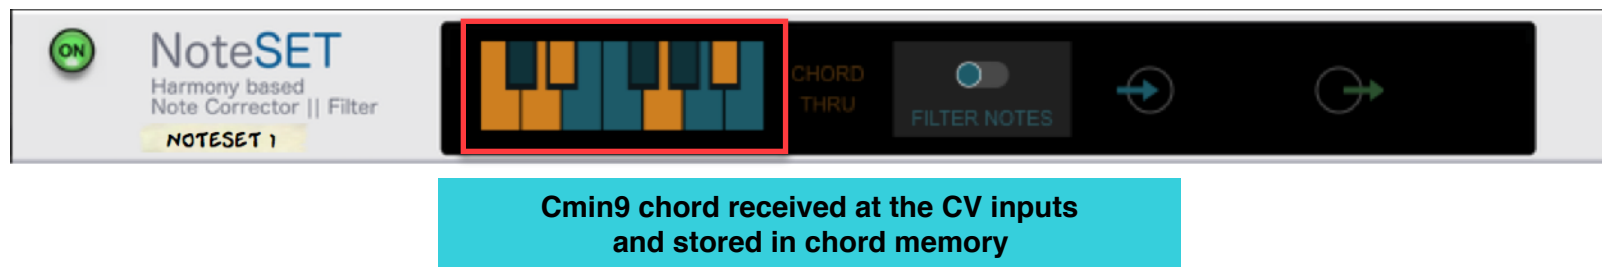 ON
NoteSET
Harmony based
Note Corrector || Filter
NOTESET 1
CHORD
THRU
FILTER NOTES
Cmin9 chord received at the CV inputs
and stored in chord memory